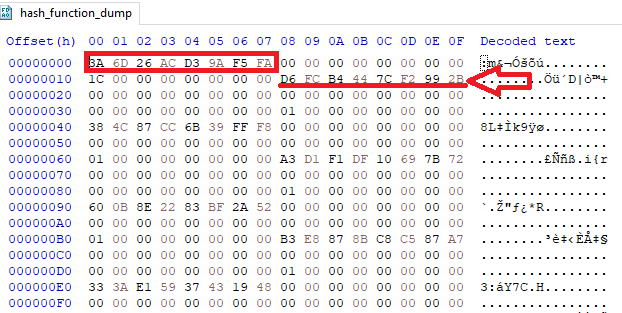 hash_function_dump
Offset(h) 00 01 02 03 04 05 06 07 08 09 0A 0B 0C 0D 0E 0F Decoded text
00000000 3A 6D 26 AC D3 9A F5 FA 00 00 00 00 00 00 00 00 :m&¬Óšõú........
00000010 1C 00 00 00 00 00 00 00 D6 FC B4 44 7C F2 99 2B ........Öü´D|ò™+
00000020 00 00 00 00 00 00 00 00 00 00 00 00 00 00 00 00 ................
00000030 00 00 00 00 00 00 00 00 01 00 00 00 00 00 00 00 ................
00000040 38 4C 87 CC 6B 39 FF F8 00 00 00 00 00 00 00 00 8L‡Ìk9ÿø........
00000050 00 00 00 00 00 00 00 00 00 00 00 00 00 00 00 00 ................
00000060 01 00 00 00 00 00 00 00 A3 D1 F1 DF 10 69 7B 72 ........£Ññß.i{r
00000070 00 00 00 00 00 00 00 00 00 00 00 00 00 00 00 00 ................
00000080 00 00 00 00 00 00 00 00 01 00 00 00 00 00 00 00 ................
00000090 60 0B 8E 22 83 BF 2A 52 00 00 00 00 00 00 00 00 `.Ž"ƒ¿*R........
000000A0 00 00 00 00 00 00 00 00 00 00 00 00 00 00 00 00 ................
000000B0 01 00 00 00 00 00 00 00 B3 E8 87 8B C8 C5 87 A7 ........³è‡‹ÈÅ‡§
000000C0 00 00 00 00 00 00 00 00 00 00 00 00 00 00 00 00 ................
000000D0 00 00 00 00 00 00 00 00 01 00 00 00 00 00 00 00 ................
000000E0 33 3A E1 59 37 43 19 48 00 00 00 00 00 00 00 00 3:áY7C.H........
000000F0 00 00 00 00 00 00 00 00 00 00 00 00 00 00 00 00 ................